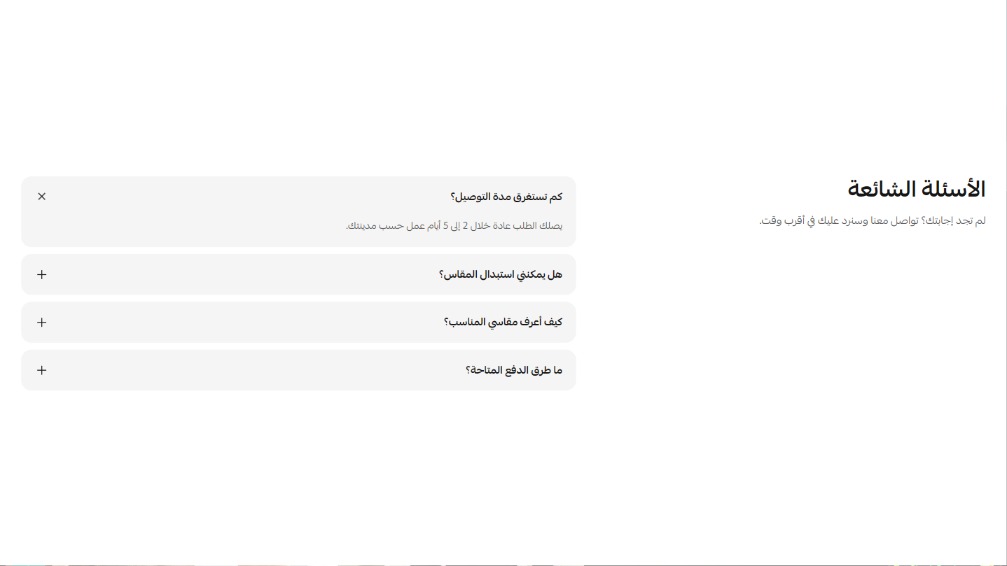 الأسئلة الشائعة
لم تجد إجابتك؟ تواصل معنا وسنرد عليك في أقرب وقت.
كم تستغرق مدة التوصيل؟
يصلك الطلب عادة خلال 2 إلى 5 أيام عمل حسب مدينتك.
هل يمكنني استبدال المقاس؟
كيف أعرف مقاسي المناسب؟
ما طرق الدفع المتاحة؟